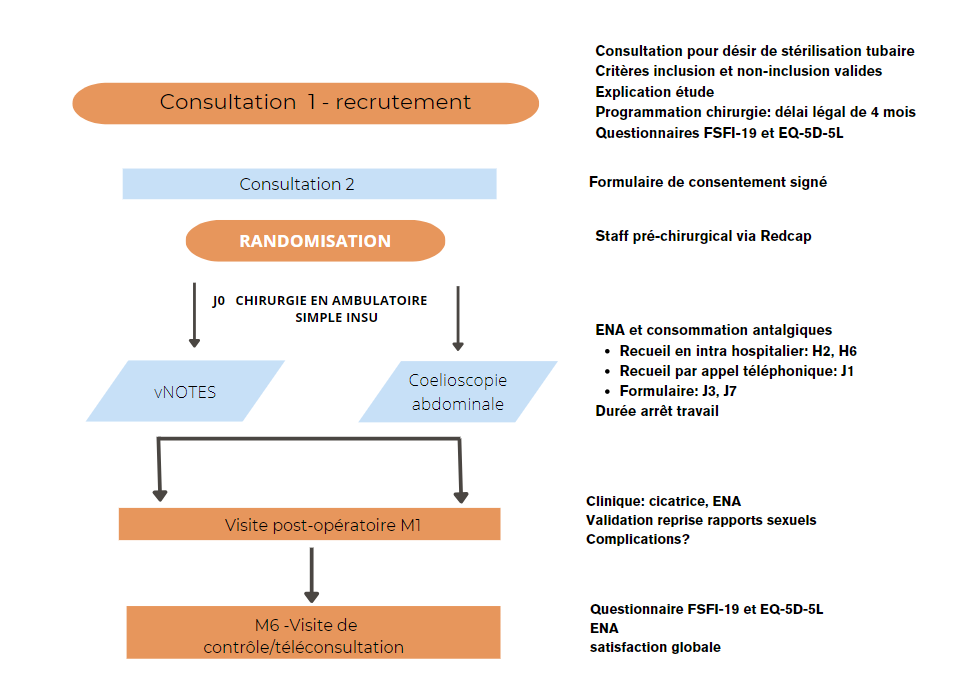 Consultation pour désir de stérilisation tubaire
Critères inclusion et non-inclusion valides
Explication étude
Programmation chirurgie: délai légal de 4 mois
Questionnaires FSFI-19 et EQ-5D-5L
Consultation 1 - recrutement
Consultation 2
Formulaire de consentement signé
RANDOMISATION
Staff pré-chirurgical via Redcap
J0 CHIRURGIE EN AMBULATOIRE
SIMPLE INSU
vNOTES
Coelioscopie
abdominale
ENA et consommation antalgiques
• Recueil en intra hospitalier: H2, H6
• Recueil par appel téléphonique: J1
• Formulaire: J3, J7
Durée arrêt travail
Visite post-opératoire M1
Clinique: cicatrice, ENA
Validation reprise rapports sexuels
Complications?
M6 -Visite de
contrôle/téléconsultation
Questionnaire FSFI-19 et EQ-5D-5L
ENA
satisfaction globale